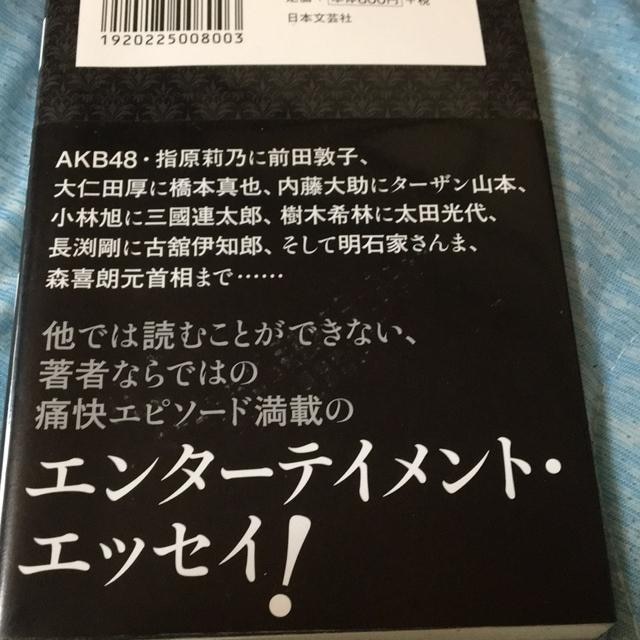 1920225008003
日本文芸社
AKB48・指原莉乃に前田敦子、
大仁田厚に橋本真也、内藤大助にターザン山本、
小林旭に三國連太郎、樹木希林に太田光代、
長渕剛に古舘伊知郎、そして明石家さんま、
森喜朗元首相まで……
他では読むことができない、
著者ならではの
痛快エピソード満載の
エンターテイメント・
エッセイ!